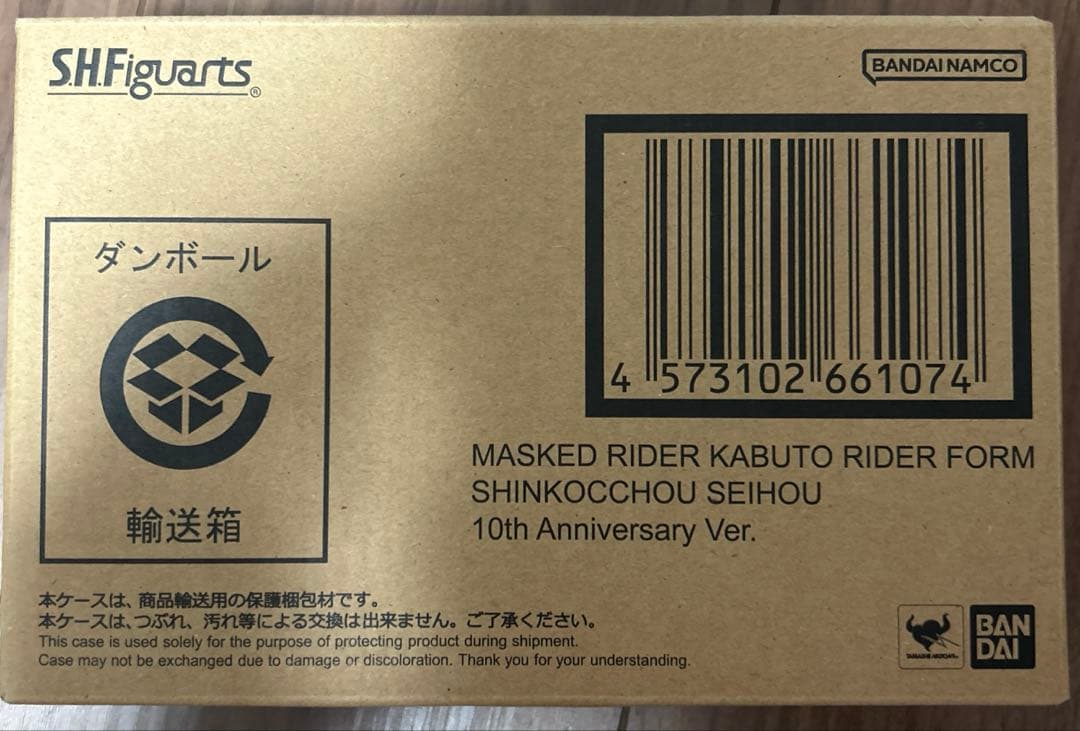 S.H.Figuarts®
BANDAI NAMCO
4 573102 661074
ダンボール
輸送箱
MASKED RIDER KABUTO RIDER FORM
SHINKOCCHOU SEIHOU
10th Anniversary Ver.
本ケースは、商品輸送用の保護梱包材です。
本ケースは、つぶれ、汚れ等による交換は出来ません。ご了承ください。
This case is used solely for the purpose of protecting product during shipment.
Case may not be exchanged due to damage or discoloration. Thank you for your understanding.
TAMASHII NATIONS
BAN
DAI